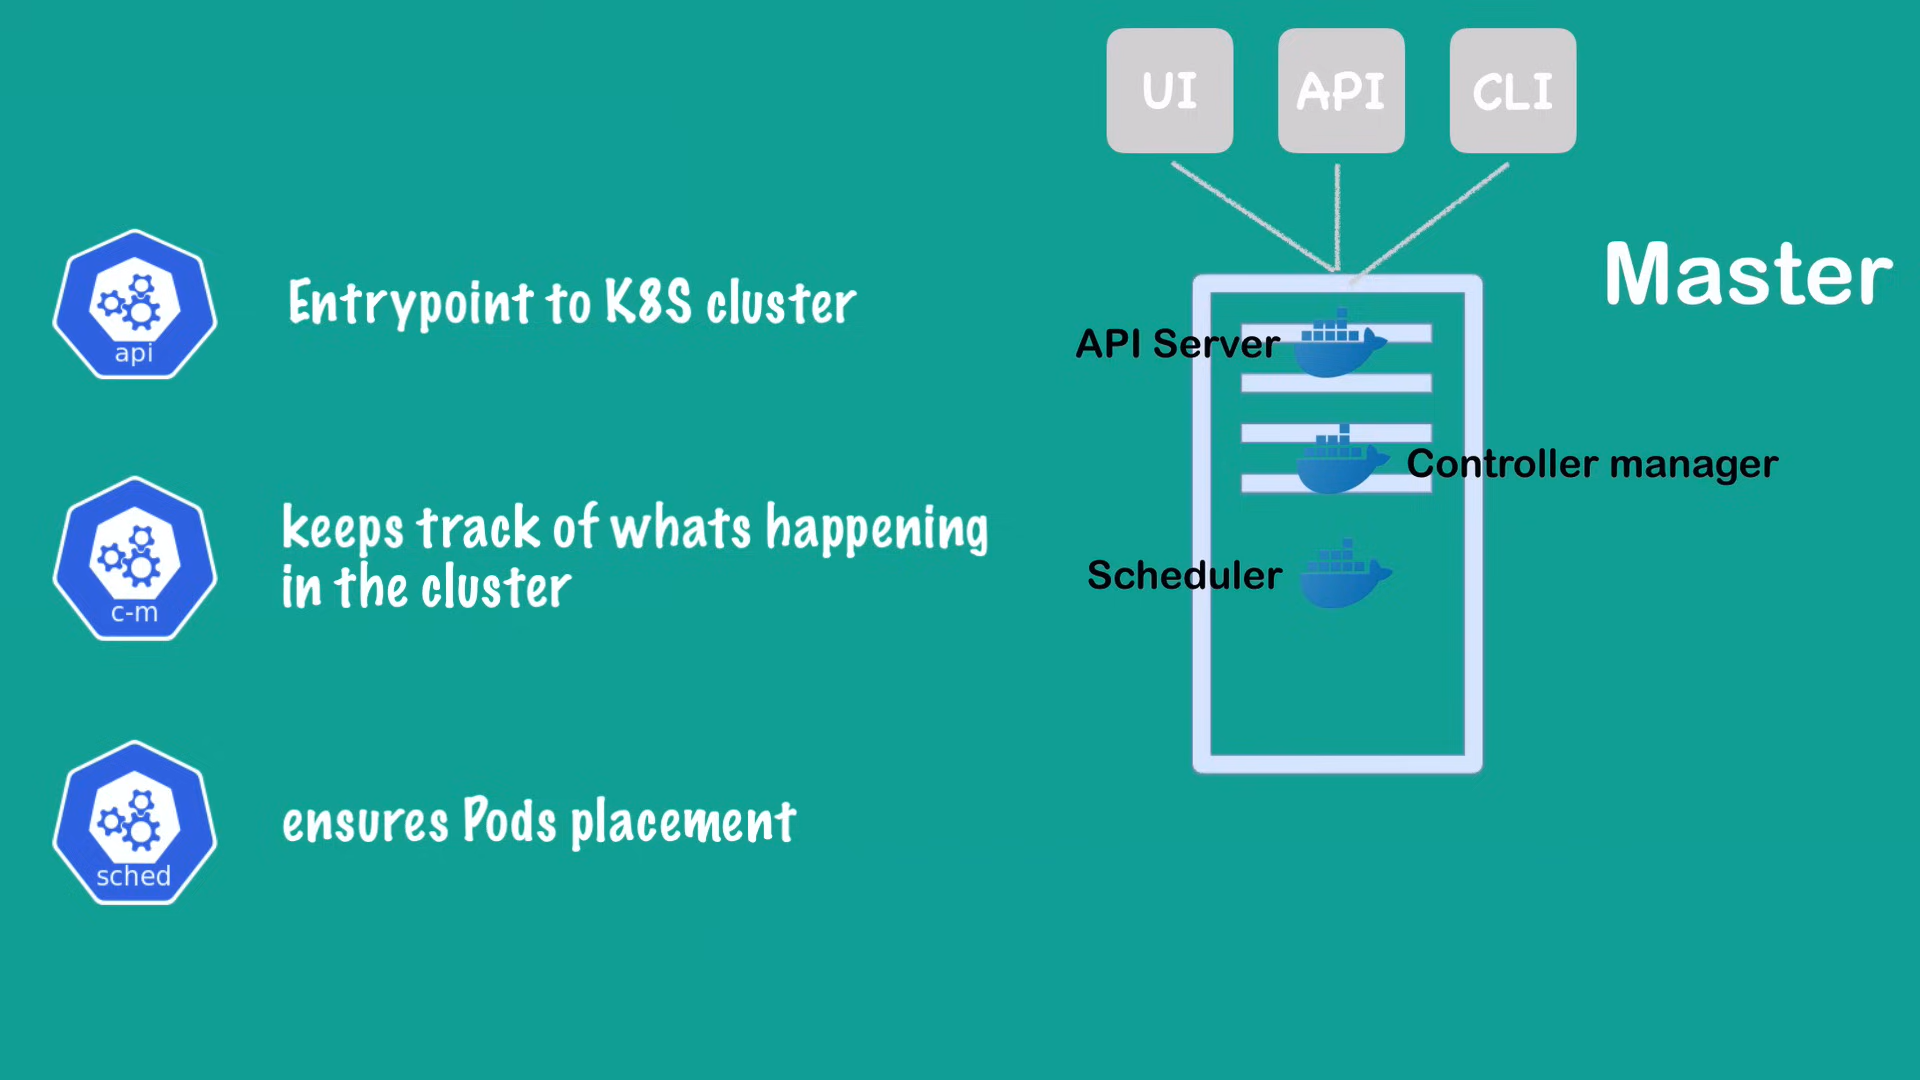 UI
API
CLI
Master
api
Entrypoint to K8S cluster
API Server
Controller manager
c-m
keeps track of whats happening
in the cluster
Scheduler
sched
ensures Pods placement